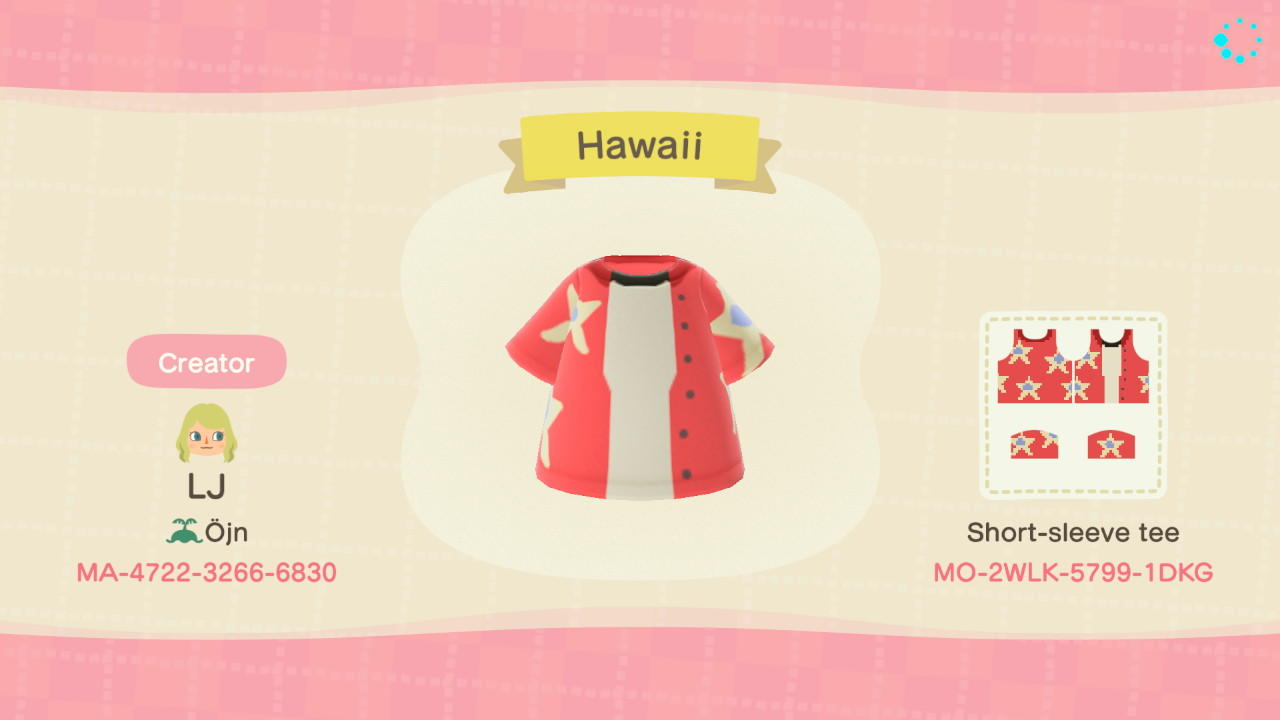 Hawaii
Creator
LJ
Öjn
MA-4722-3266-6830
Short-sleeve tee
MO-2WLK-5799-1DKG